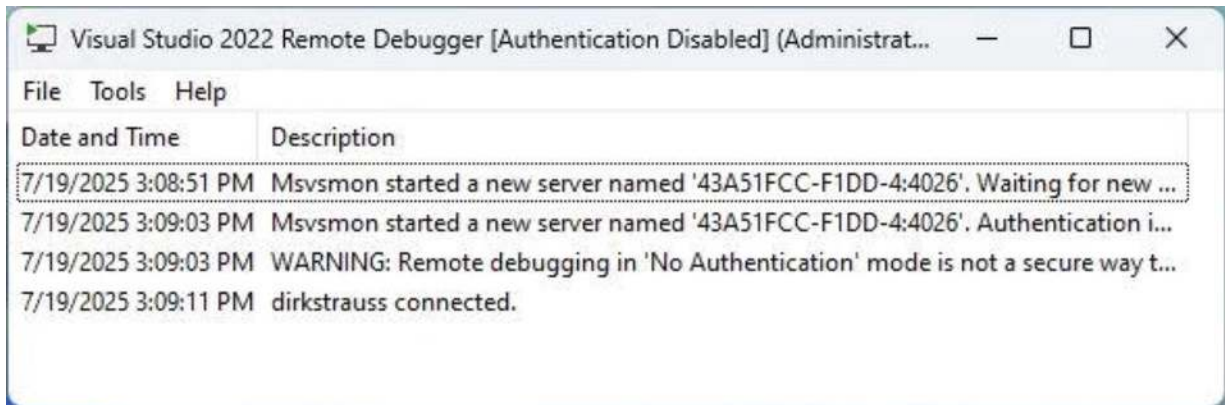 Visual Studio 2022 Remote Debugger [Authentication Disabled] (Administrat...
File Tools Help
Date and Time Description
7/19/2025 3:08:51 PM Msvsmon started a new server named '43A51FCC-F1DD-4:4026'. Waiting for new ...
7/19/2025 3:09:03 PM Msvsmon started a new server named '43A51FCC-F1DD-4:4026'. Authentication i...
7/19/2025 3:09:03 PM WARNING: Remote debugging in 'No Authentication' mode is not a secure way t...
7/19/2025 3:09:11 PM dirkstrauss connected.